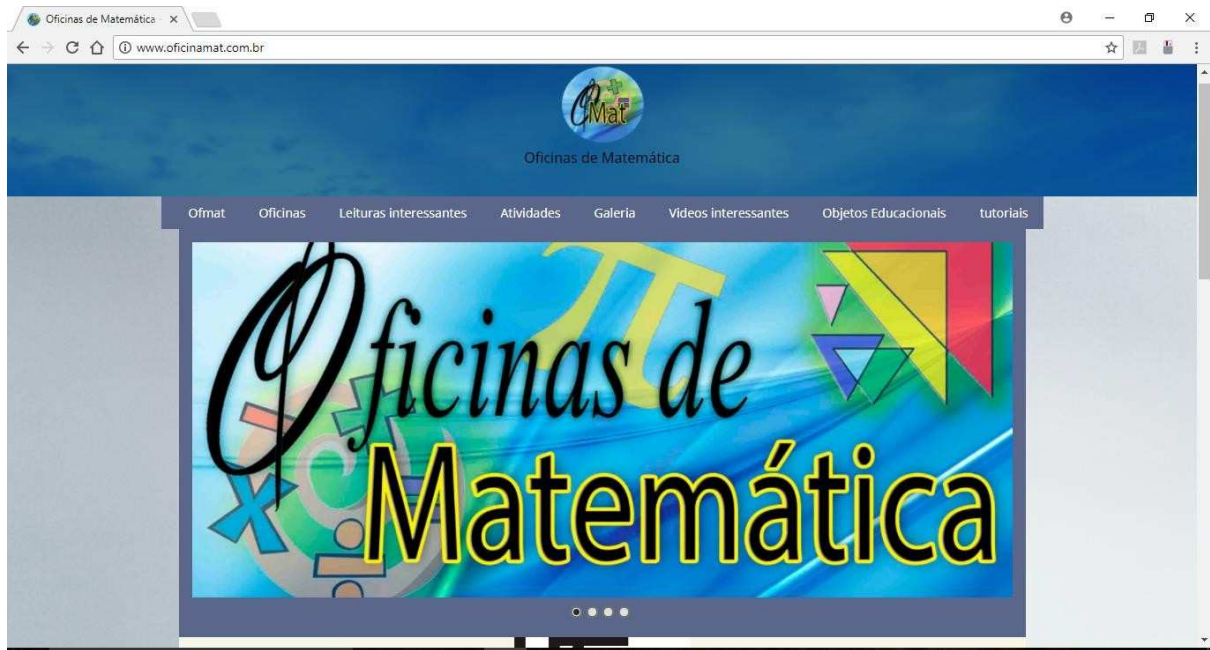 Oficinas de Matemática
www.oficinamat.com.br
OMat
Oficinas de Matemática
Ofmat Oficinas Leituras interessantes Atividades Galeria Videos interessantes Objetos Educacionais tutoriais
Oficinas de
Matemática